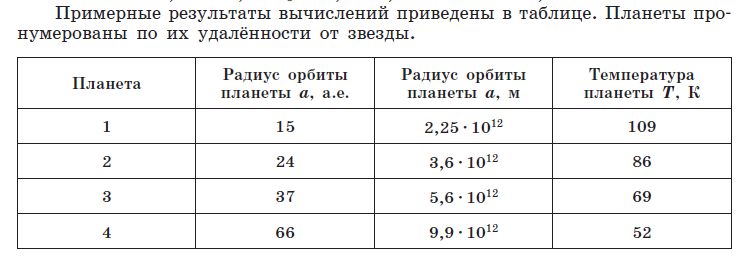 Примерные результаты вычислений приведены в таблице. Планеты про-
нумерованы по их удалённости от звезды.
Планета | Радиус орбиты планеты a, а.е. | Радиус орбиты планеты a, м | Температура планеты T, К
1 | 15 | 2,25 · 10¹² | 109
2 | 24 | 3,6 · 10¹² | 86
3 | 37 | 5,6 · 10¹² | 69
4 | 66 | 9,9 · 10¹² | 52